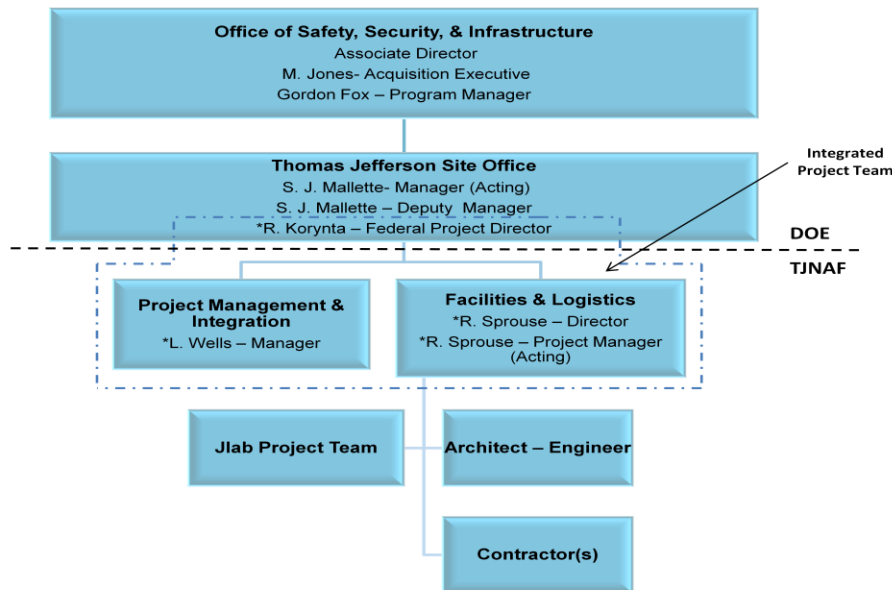 Office of Safety, Security, & Infrastructure
Associate Director
M. Jones- Acquisition Executive
Gordon Fox – Program Manager
Thomas Jefferson Site Office
S. J. Mallette- Manager (Acting)
S. J. Mallette – Deputy Manager
*R. Korynta – Federal Project Director
Integrated
Project Team
DOE
TJNAF
Project Management &
Integration
*L. Wells – Manager
Facilities & Logistics
*R. Sprouse – Director
*R. Sprouse – Project Manager
(Acting)
Jlab Project Team
Architect – Engineer
Contractor(s)